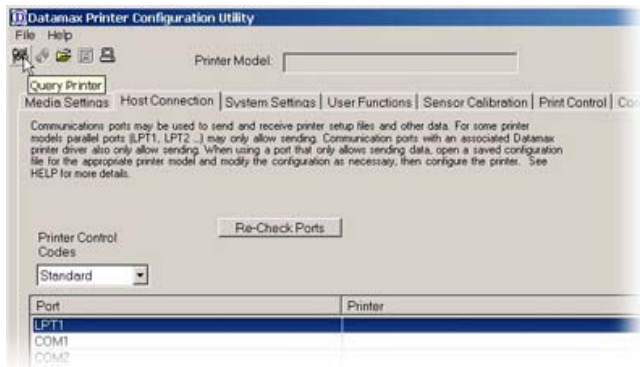 Datamax Printer Configuration Utility
File Help
Printer Model:
Query Printer
Media Settings Host Connection System Settings User Functions Sensor Calibration Print Control
Communications ports may be used to send and receive printer setup files and other data. For some printer
models parallel ports (LPT1, LPT2 ...) may only allow sending. Communication ports with an associated Datamax
printer driver also only allow sending. When using a port that only allows sending data, open a saved configuration
file for the appropriate printer model and modify the configuration as necessary, then configure the printer. See
HELP for more details.
Re-Check Ports
Printer Control
Codes
Standard
Port Printer
LPT1
COM1
COM2